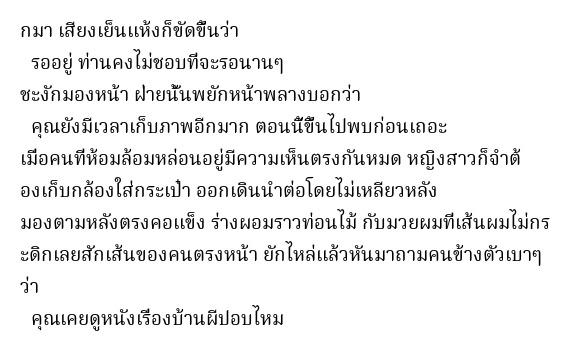 กมา เสียงเย็นแห้งก็ขัดขึ้นว่า
รออยู่ ท่านคงไม่ชอบที่จะรอนานๆ
ชะงักมองหน้า ฝ่ายนั้นพยักหน้าพลางบอกว่า
คุณยังมีเวลาเก็บภาพอีกมาก ตอนนี้ขึ้นไปพบก่อนเถอะ
เมื่อคนที่ห้อมล้อมหล่อนอยู่มีความเห็นตรงกันหมด หญิงสาวก็จำต้
องเก็บกล้องใส่กระเป๋า ออกเดินนำต่อโดยไม่เหลียวหลัง
มองตามหลังตรงคอแข็ง ร่างผอมราวท่อนไม้ กับมวยผมที่เส้นผมไม่กร
ะดิกเลยสักเส้นของคนตรงหน้า ยักไหล่แล้วหันมาถามคนข้างตัวเบาๆ
ว่า
คุณเคยดูหนังเรื่องบ้านผีปอบไหม